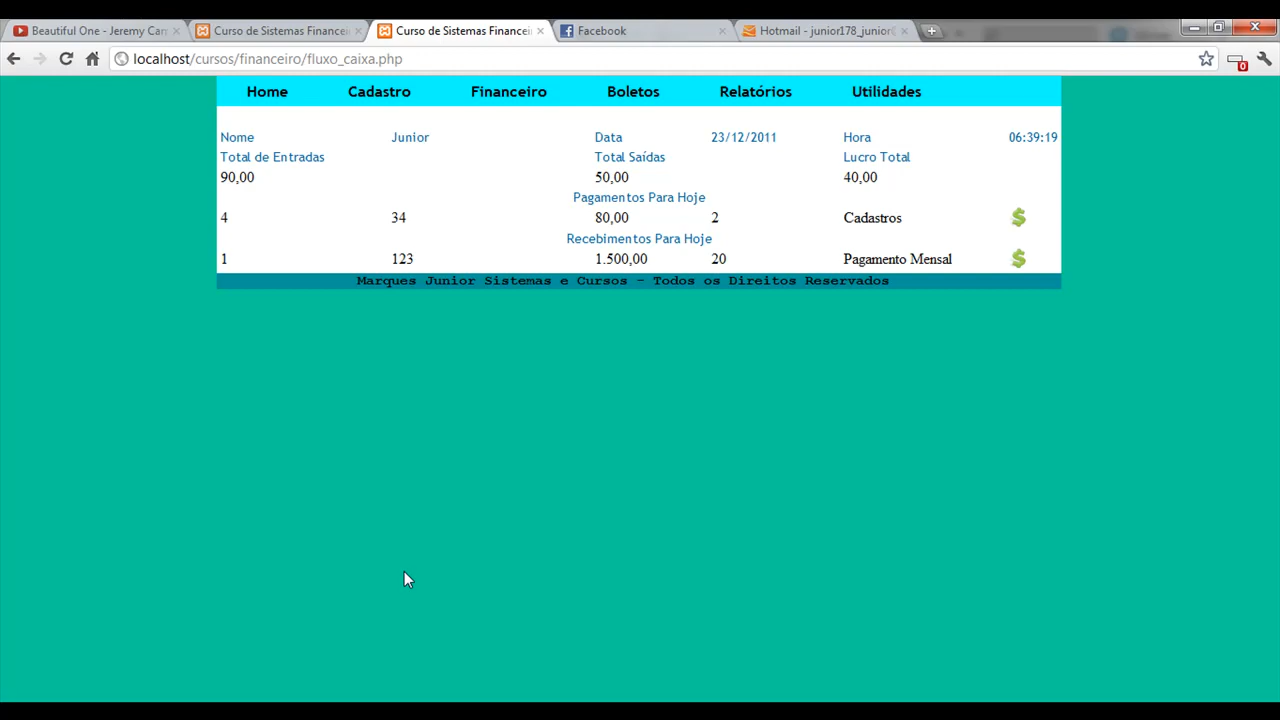 Beautiful One - Jeremy Cam
Curso de Sistemas Financei
Curso de Sistemas Financei
Facebook
Hotmail - junior178_junior@
localhost/cursos/financeiro/fluxo_caixa.php
0
Home Cadastro Financeiro Boletos Relatórios Utilidades
Nome Junior Data 23/12/2011 Hora 06:39:19
Total de Entradas Total Saídas Lucro Total
90,00 50,00 40,00
Pagamentos Para Hoje
4 34 80,00 2 Cadastros $
Recebimentos Para Hoje
1 123 1.500,00 20 Pagamento Mensal $
Marques Junior Sistemas e Cursos - Todos os Direitos Reservados